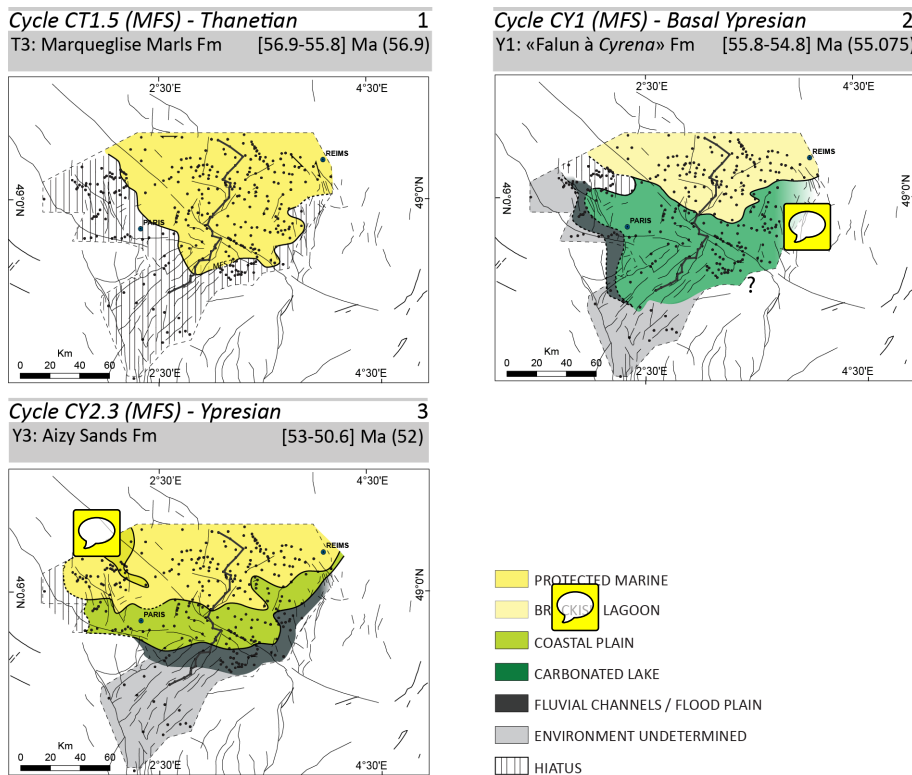 Cycle CT1.5 (MFS) - Thanetian 1
T3: Marqueglise Marls Fm [56.9-55.8] Ma (56.9)
2°30'E 4°30'E
REIMS
49°0'N 49°0'N
PARIS
MFS
Km
0 20 40 60
2°30'E 4°30'E
Cycle CY1 (MFS) - Basal Ypresian 2
Y1: «Falun à Cyrena» Fm [55.8-54.8] Ma (55.075)
2°30'E 4°30'E
REIMS
49°0'N 49°0'N
PARIS
?
Km
0 20 40 60
2°30'E 4°30'E
Cycle CY2.3 (MFS) - Ypresian 3
Y3: Aizy Sands Fm [53-50.6] Ma (52)
2°30'E 4°30'E
REIMS
49°0'N 49°0'N
PARIS
Km
0 20 40 60
2°30'E 4°30'E
PROTECTED MARINE
BRACKISH LAGOON
COASTAL PLAIN
CARBONATED LAKE
FLUVIAL CHANNELS / FLOOD PLAIN
ENVIRONMENT UNDETERMINED
HIATUS